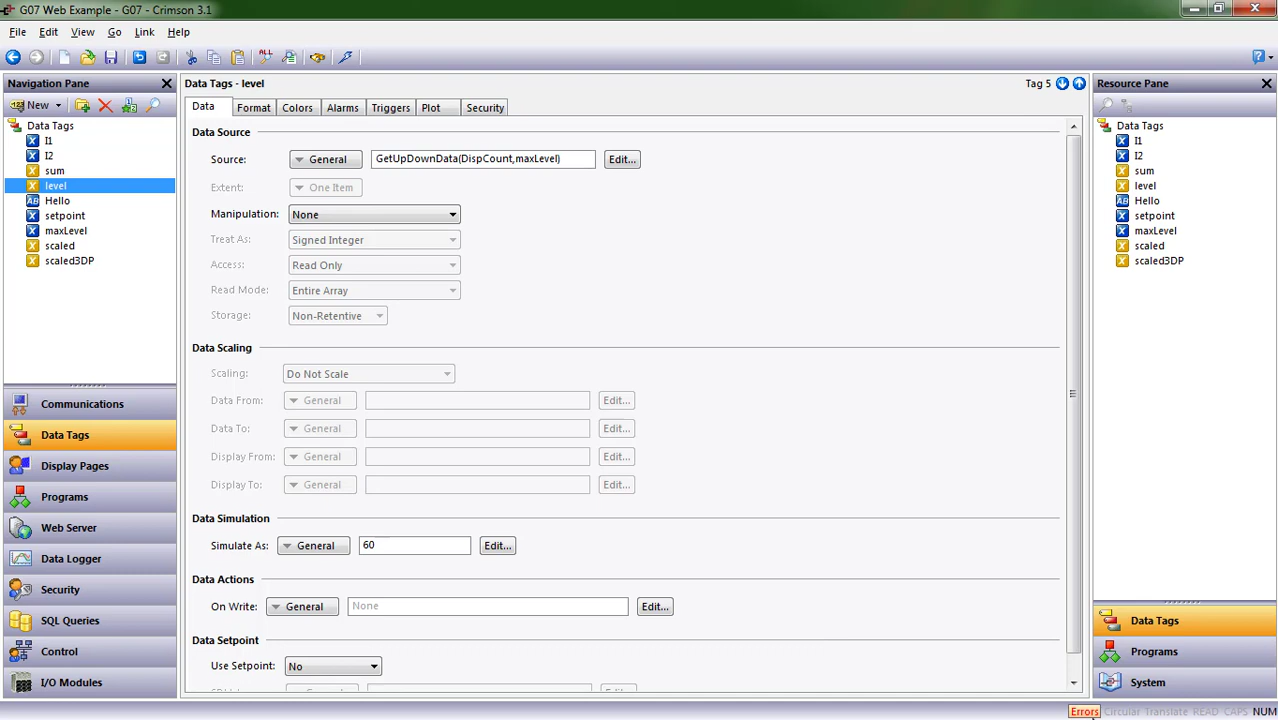 G07 Web Example - G07 - Crimson 3.1
File Edit View Go Link Help
ALL
Navigation Pane
New
Data Tags
I1
I2
sum
level
Hello
setpoint
maxLevel
scaled
scaled3DP
Communications
Data Tags
Display Pages
Programs
Web Server
Data Logger
Security
SQL Queries
Control
I/O Modules
Data Tags - level
Tag 5
Data Format Colors Alarms Triggers Plot Security
Data Source
Source: General GetUpDownData(DispCount,maxLevel) Edit...
Extent: One Item
Manipulation: None
Treat As: Signed Integer
Access: Read Only
Read Mode: Entire Array
Storage: Non-Retentive
Data Scaling
Scaling: Do Not Scale
Data From: General Edit...
Data To: General Edit...
Display From: General Edit...
Display To: General Edit...
Data Simulation
Simulate As: General 60 Edit...
Data Actions
On Write: General None Edit...
Data Setpoint
Use Setpoint: No
Resource Pane
Data Tags
I1
I2
sum
level
Hello
setpoint
maxLevel
scaled
scaled3DP
Data Tags
Programs
System
Errors Circular Translate READ CAPS NUM